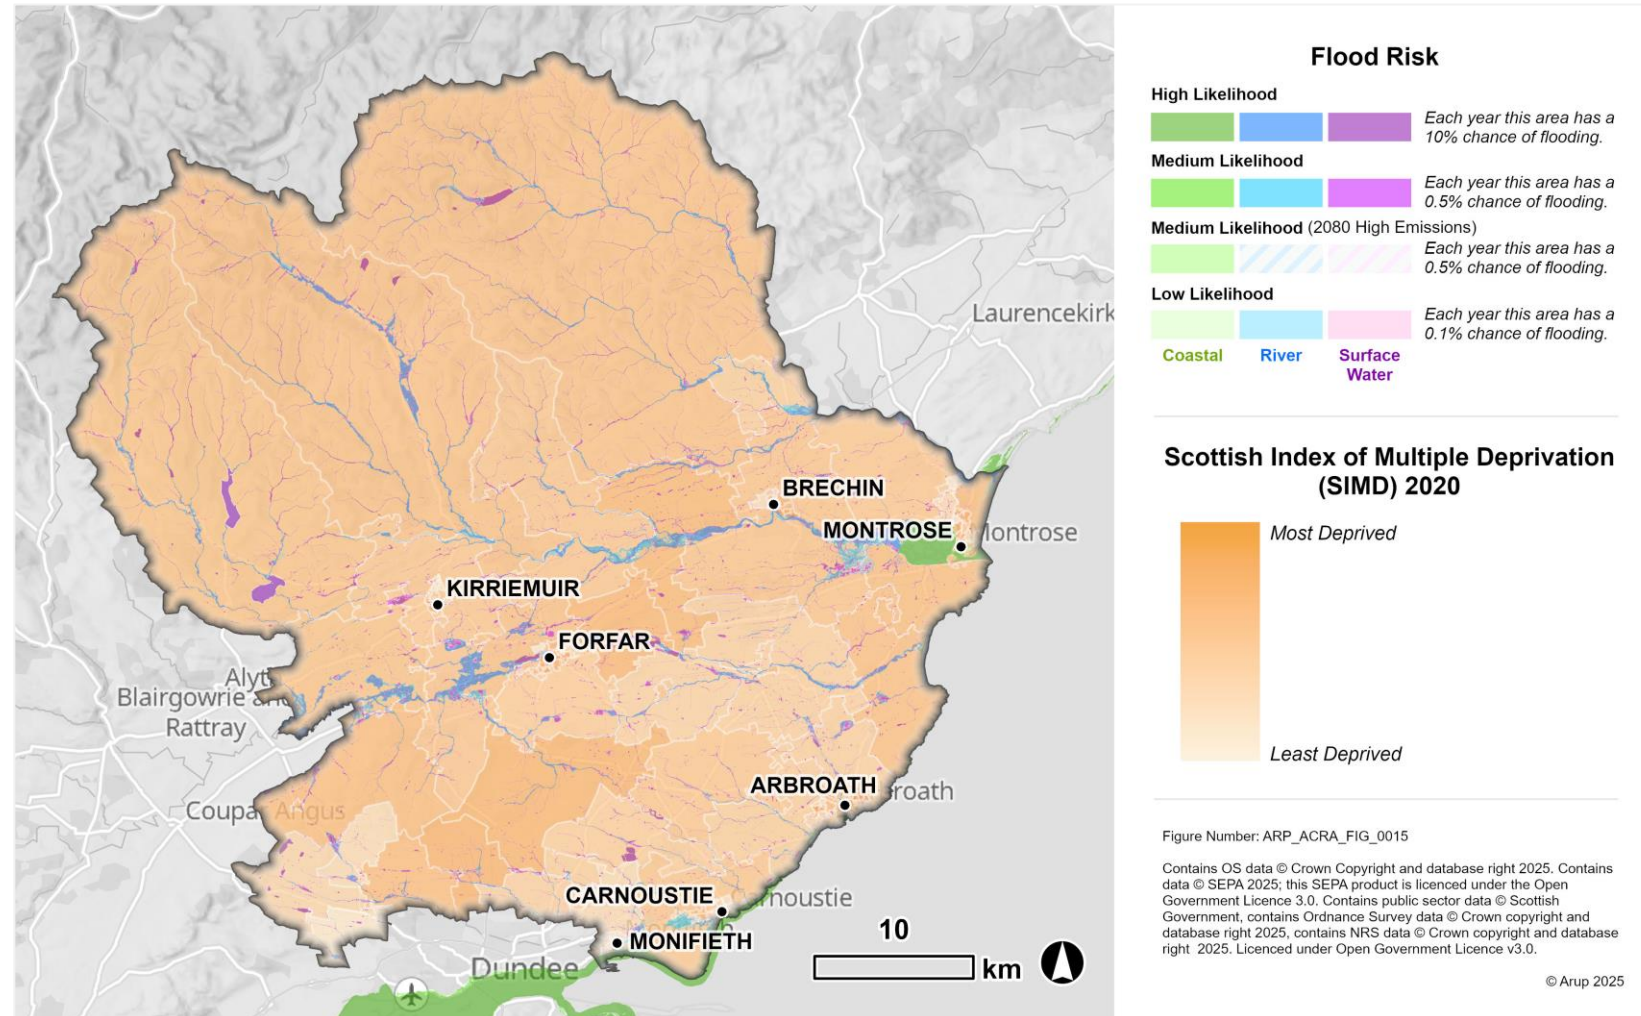 Laurencekirk
BRECHIN
MONTROSE
Montrose
KIRRIEMUIR
FORFAR
Alyt
Blairgowrie an
Rattray
ARBROATH
roath
Coupa Angus
CARNOUSTIE
rnoustie
MONIFIETH
Dundee
10
km
Flood Risk
High Likelihood
Each year this area has a
10% chance of flooding.
Medium Likelihood
Each year this area has a
0.5% chance of flooding.
Medium Likelihood (2080 High Emissions)
Each year this area has a
0.5% chance of flooding.
Low Likelihood
Each year this area has a
0.1% chance of flooding.
Coastal
River
Surface
Water
Scottish Index of Multiple Deprivation
(SIMD) 2020
Most Deprived
Least Deprived
Figure Number: ARP_ACRA_FIG_0015
Contains OS data © Crown Copyright and database right 2025. Contains
data © SEPA 2025; this SEPA product is licenced under the Open
Government Licence 3.0. Contains public sector data © Scottish
Government, contains Ordnance Survey data © Crown copyright and
database right 2025, contains NRS data © Crown copyright and database
right 2025. Licenced under Open Government Licence v3.0.
© Arup 2025